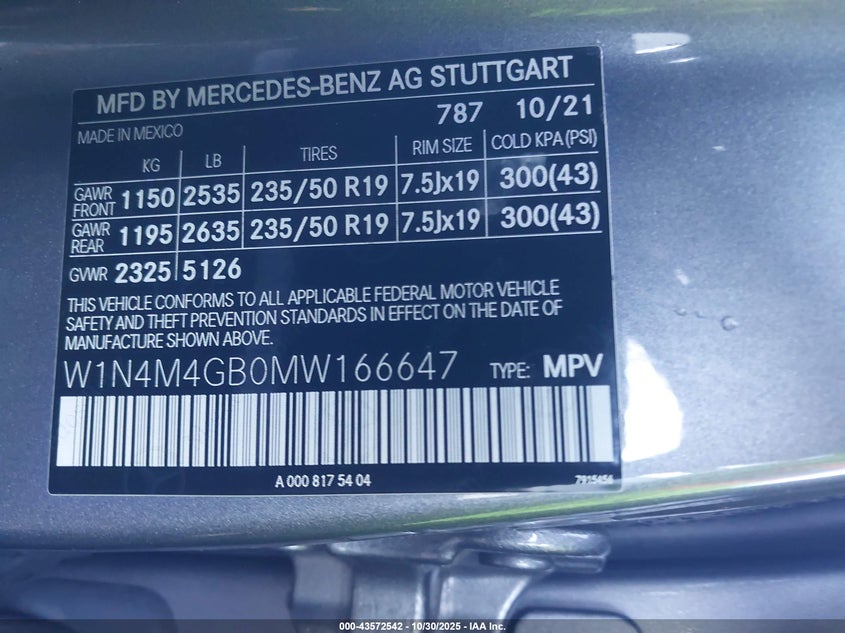 MFD BY MERCEDES-BENZ AG STUTTGART
787 10/21
MADE IN MEXICO
KG LB TIRES RIM SIZE COLD KPA (PSI)
GAWR FRONT 1150 2535 235/50 R19 7.5Jx19 300(43)
GAWR REAR 1195 2635 235/50 R19 7.5Jx19 300(43)
GVWR 2325 5126
THIS VEHICLE CONFORMS TO ALL APPLICABLE FEDERAL MOTOR VEHICLE
SAFETY AND THEFT PREVENTION STANDARDS IN EFFECT ON THE DATE OF
MANUFACTURE SHOWN ABOVE.
W1N4M4GB0MW166647 TYPE: MPV
A 000 817 54 04 7915454
000-43572542 - 10/30/2025 - IAA Inc.